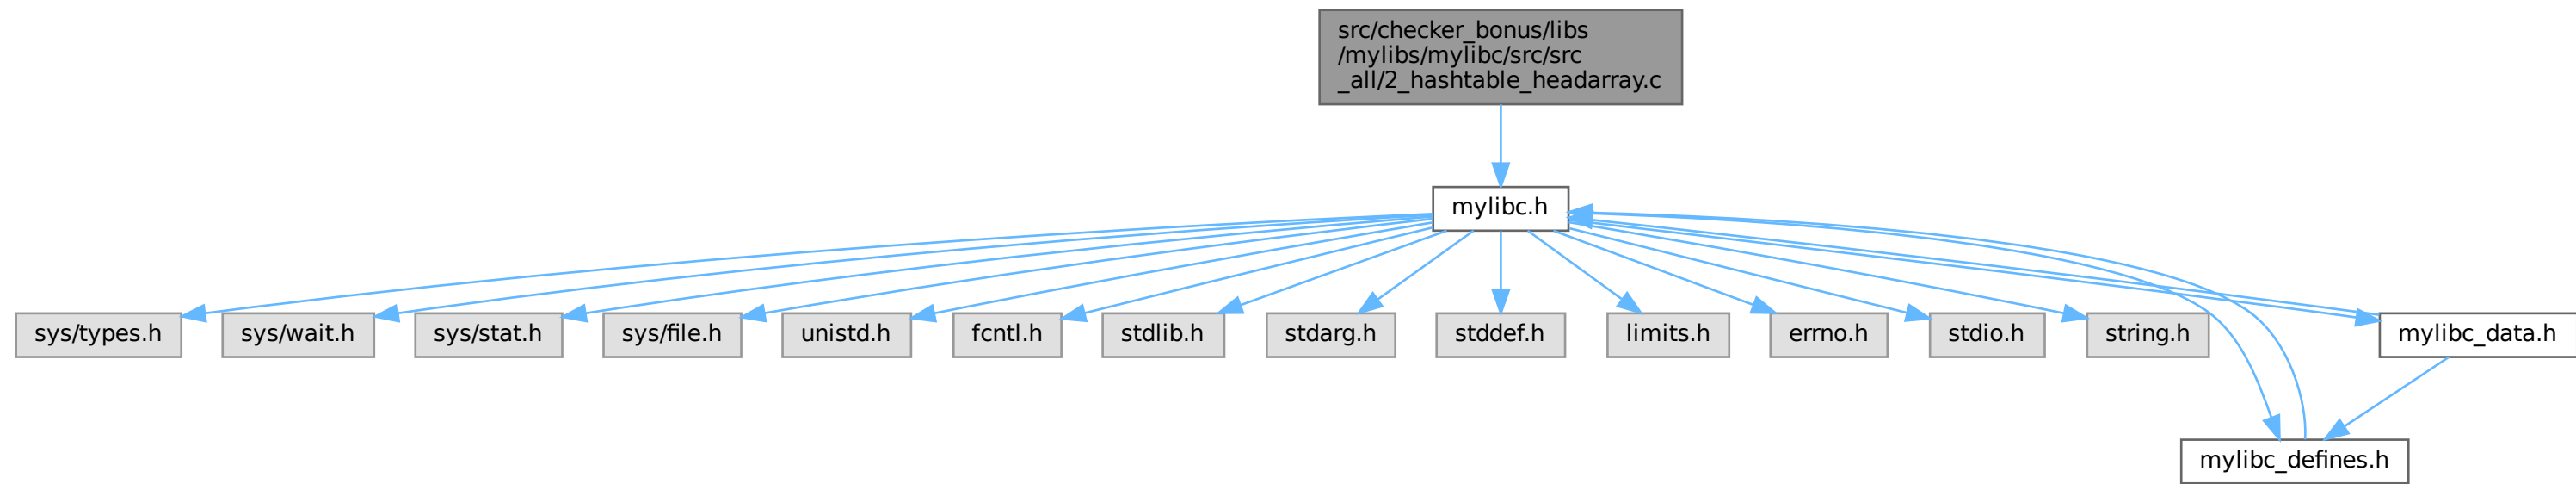 src/checker_bonus/libs
/mylibs/mylibc/src/src
_all/2_hashtable_headarray.c
mylibc.h
sys/types.h
sys/wait.h
sys/stat.h
sys/file.h
unistd.h
fcntl.h
stdlib.h
stdarg.h
stddef.h
limits.h
errno.h
stdio.h
string.h
mylibc_data.h
mylibc_defines.h